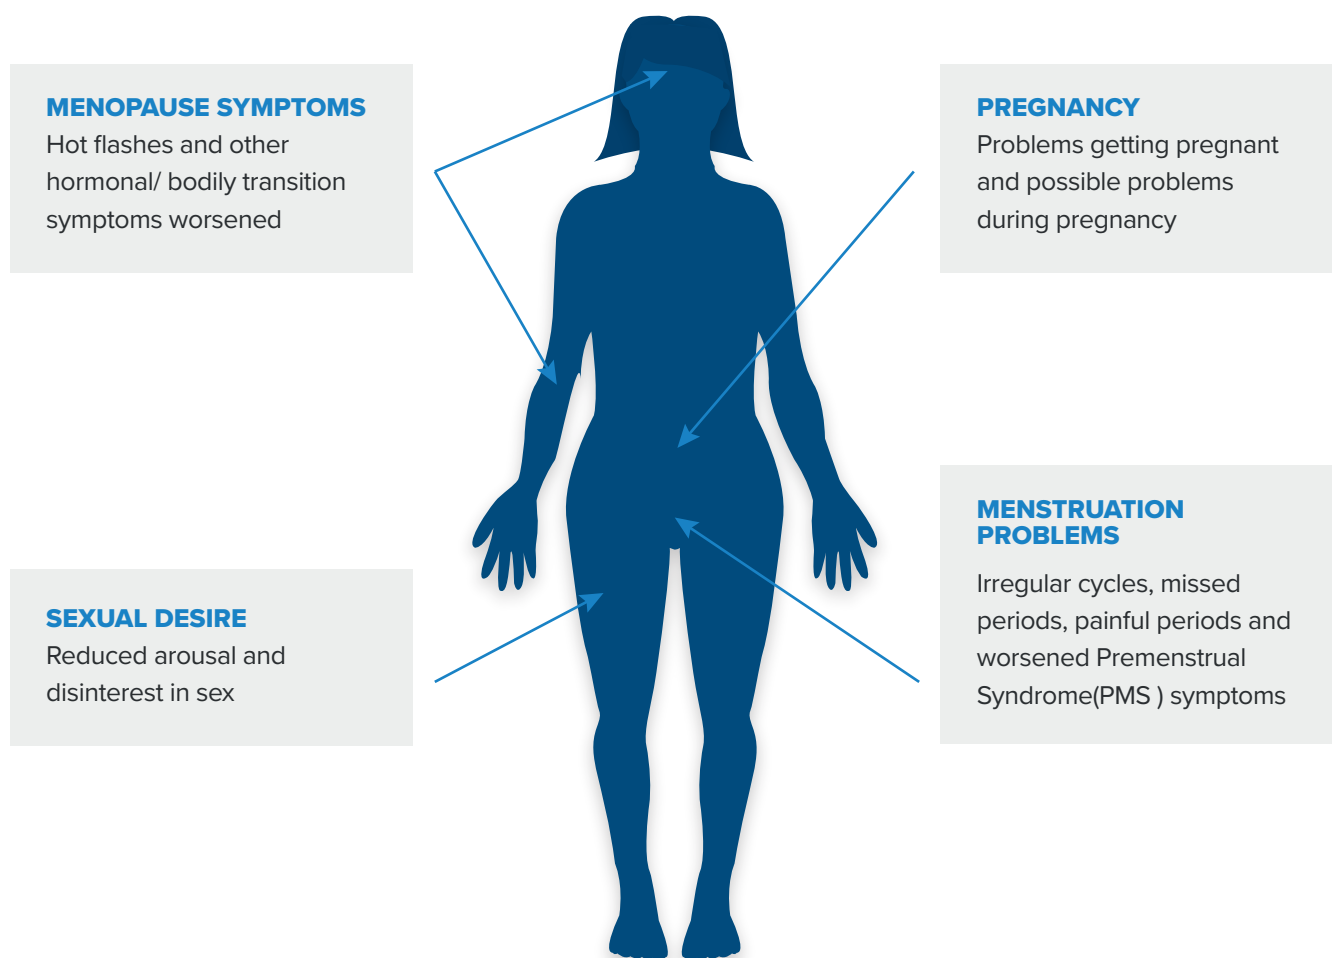 MENOPAUSE SYMPTOMS
Hot flashes and other
hormonal/ bodily transition
symptoms worsened
PREGNANCY
Problems getting pregnant
and possible problems
during pregnancy
SEXUAL DESIRE
Reduced arousal and
disinterest in sex
MENSTRUATION
PROBLEMS
Irregular cycles, missed
periods, painful periods and
worsened Premenstrual
Syndrome(PMS ) symptoms